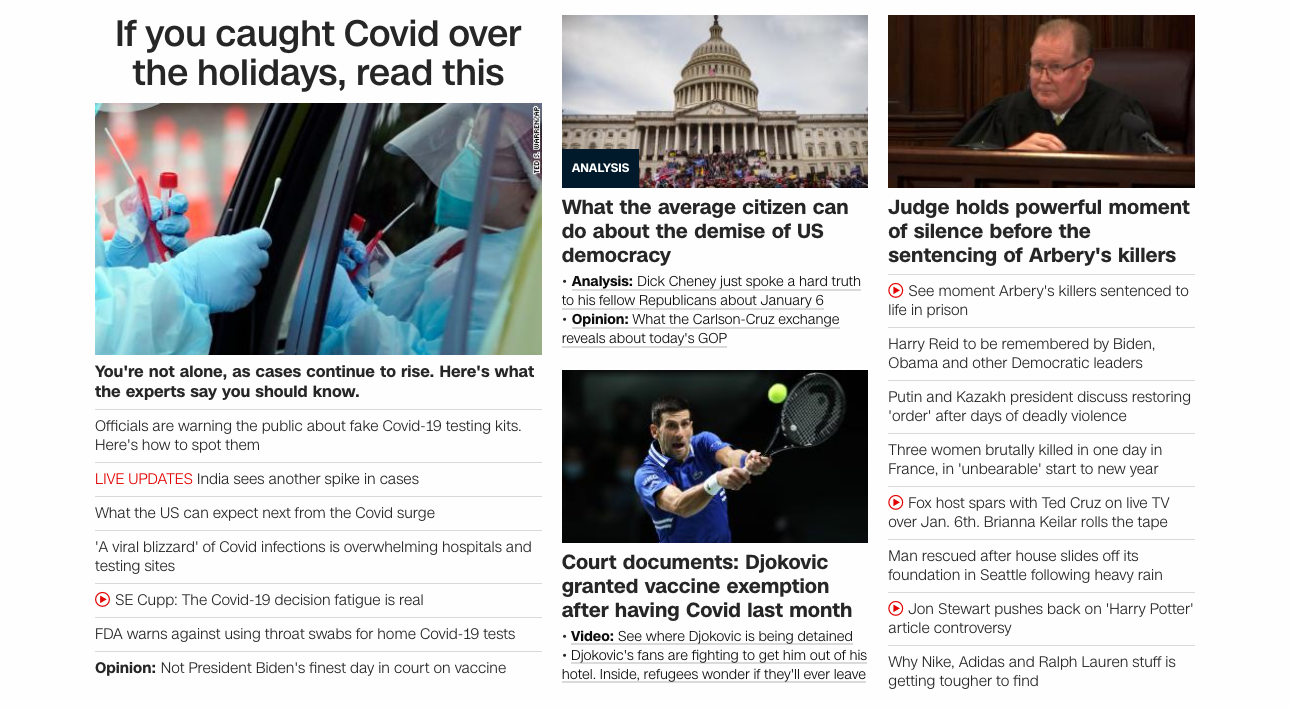 If you caught Covid over
the holidays, read this
TED S. WARREN/AP
You're not alone, as cases continue to rise. Here's what
the experts say you should know.
Officials are warning the public about fake Covid-19 testing kits.
Here's how to spot them
LIVE UPDATES India sees another spike in cases
What the US can expect next from the Covid surge
'A viral blizzard' of Covid infections is overwhelming hospitals and
testing sites
SE Cupp: The Covid-19 decision fatigue is real
FDA warns against using throat swabs for home Covid-19 tests
Opinion: Not President Biden's finest day in court on vaccine
ANALYSIS
What the average citizen can
do about the demise of US
democracy
• Analysis: Dick Cheney just spoke a hard truth
to his fellow Republicans about January 6
• Opinion: What the Carlson-Cruz exchange
reveals about today's GOP
Court documents: Djokovic
granted vaccine exemption
after having Covid last month
• Video: See where Djokovic is being detained
• Djokovic's fans are fighting to get him out of his
hotel. Inside, refugees wonder if they'll ever leave
Judge holds powerful moment
of silence before the
sentencing of Arbery's killers
See moment Arbery's killers sentenced to
life in prison
Harry Reid to be remembered by Biden,
Obama and other Democratic leaders
Putin and Kazakh president discuss restoring
'order' after days of deadly violence
Three women brutally killed in one day in
France, in 'unbearable' start to new year
Fox host spars with Ted Cruz on live TV
over Jan. 6th. Brianna Keilar rolls the tape
Man rescued after house slides off its
foundation in Seattle following heavy rain
Jon Stewart pushes back on 'Harry Potter'
article controversy
Why Nike, Adidas and Ralph Lauren stuff is
getting tougher to find